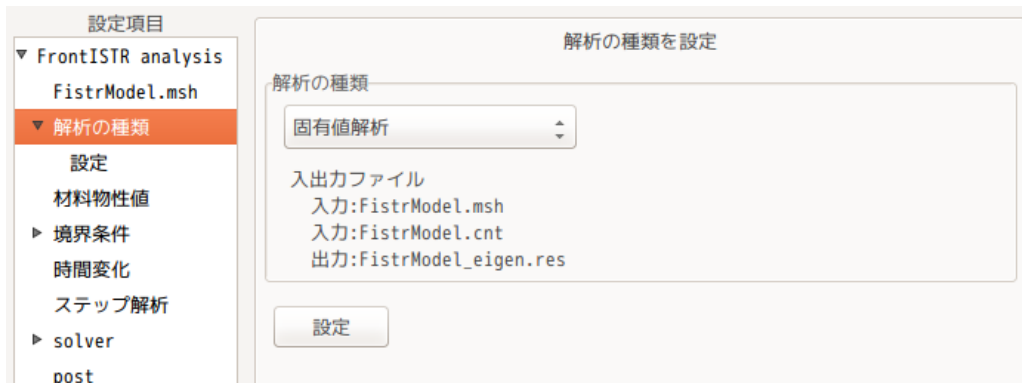 設定項目
FrontISTR analysis
FistrModel.msh
解析の種類
設定
材料物性値
境界条件
時間変化
ステップ解析
solver
post
解析の種類を設定
解析の種類
固有値解析
入出力ファイル
入力:FistrModel.msh
入力:FistrModel.cnt
出力:FistrModel_eigen.res
設定